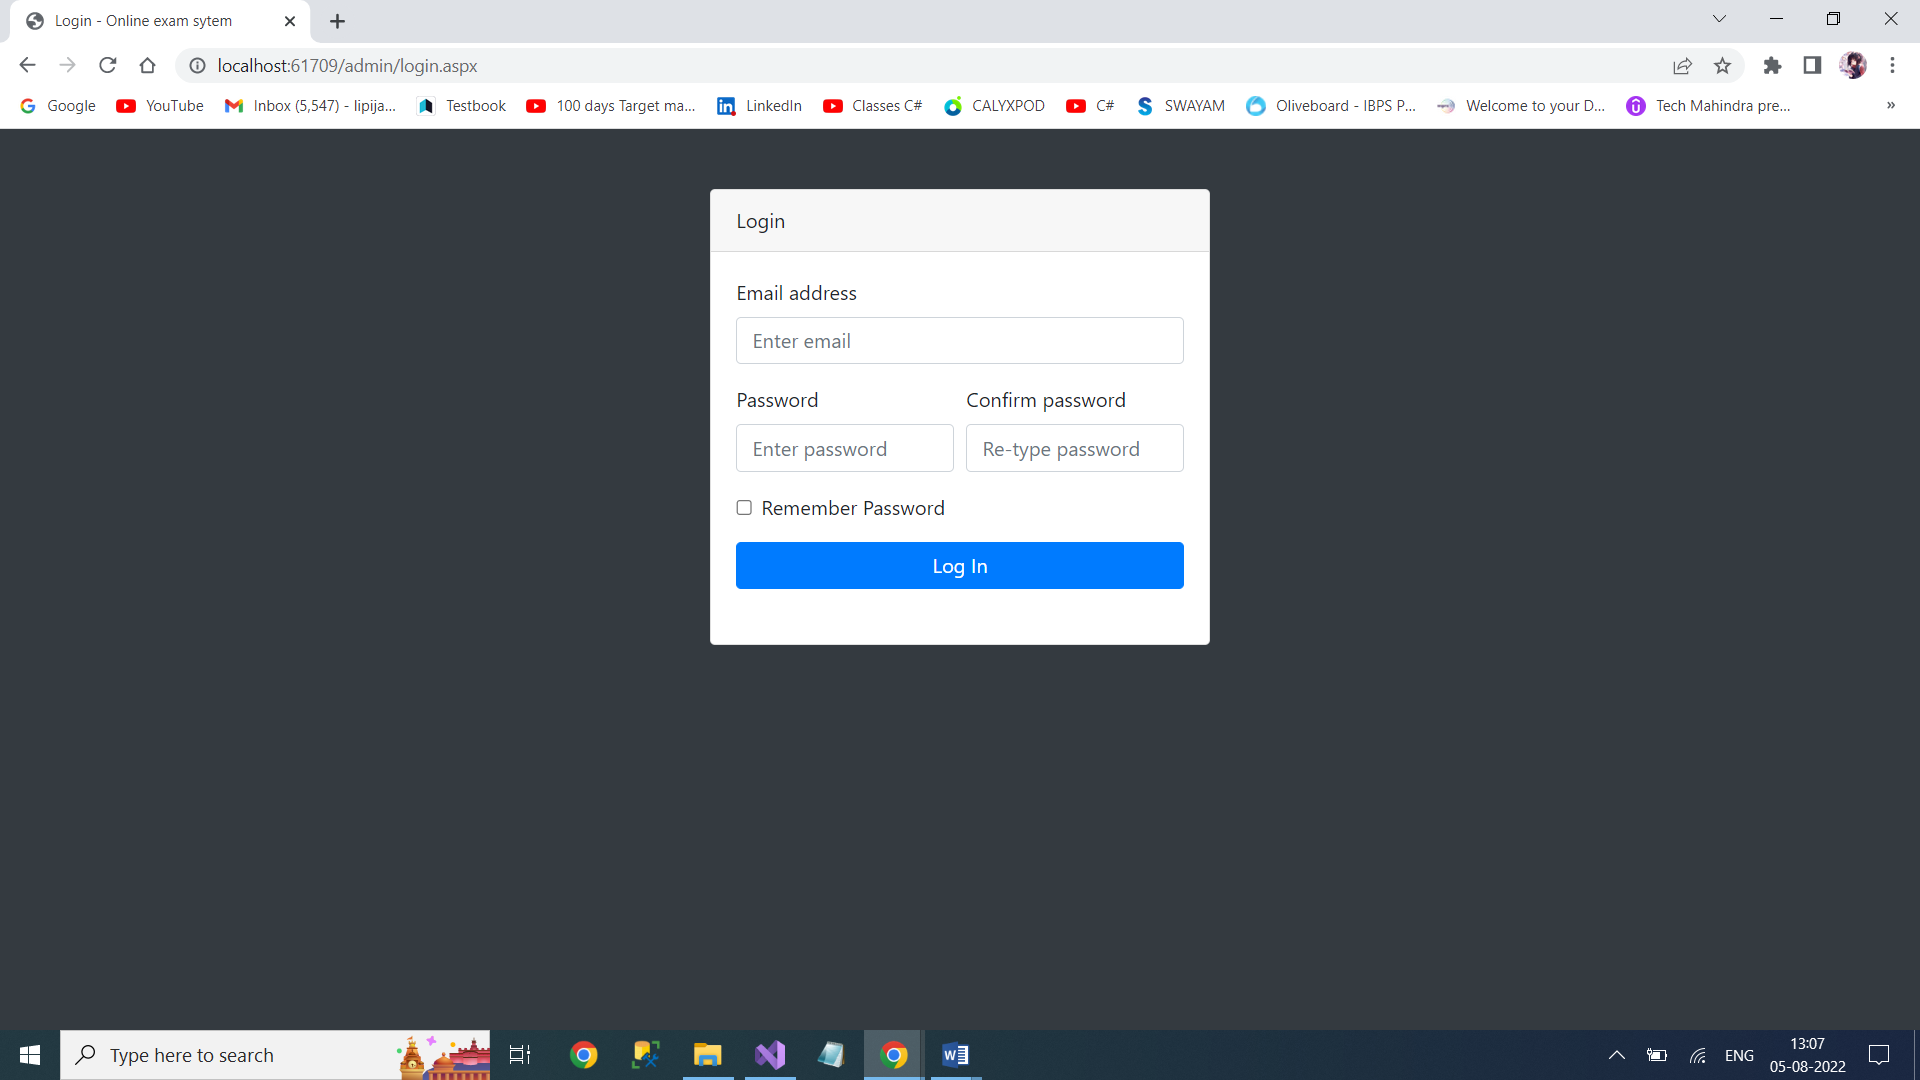 Login - Online exam sytem
localhost:61709/admin/login.aspx
Google YouTube Inbox (5,547) - lipija... Testbook 100 days Target ma... LinkedIn Classes C# CALYXPOD C# SWAYAM Oliveboard - IBPS P... Welcome to your D... Tech Mahindra pre... »
Login
Email address
Enter email
Password Confirm password
Enter password Re-type password
Remember Password
Log In
Type here to search
ENG
13:07
05-08-2022